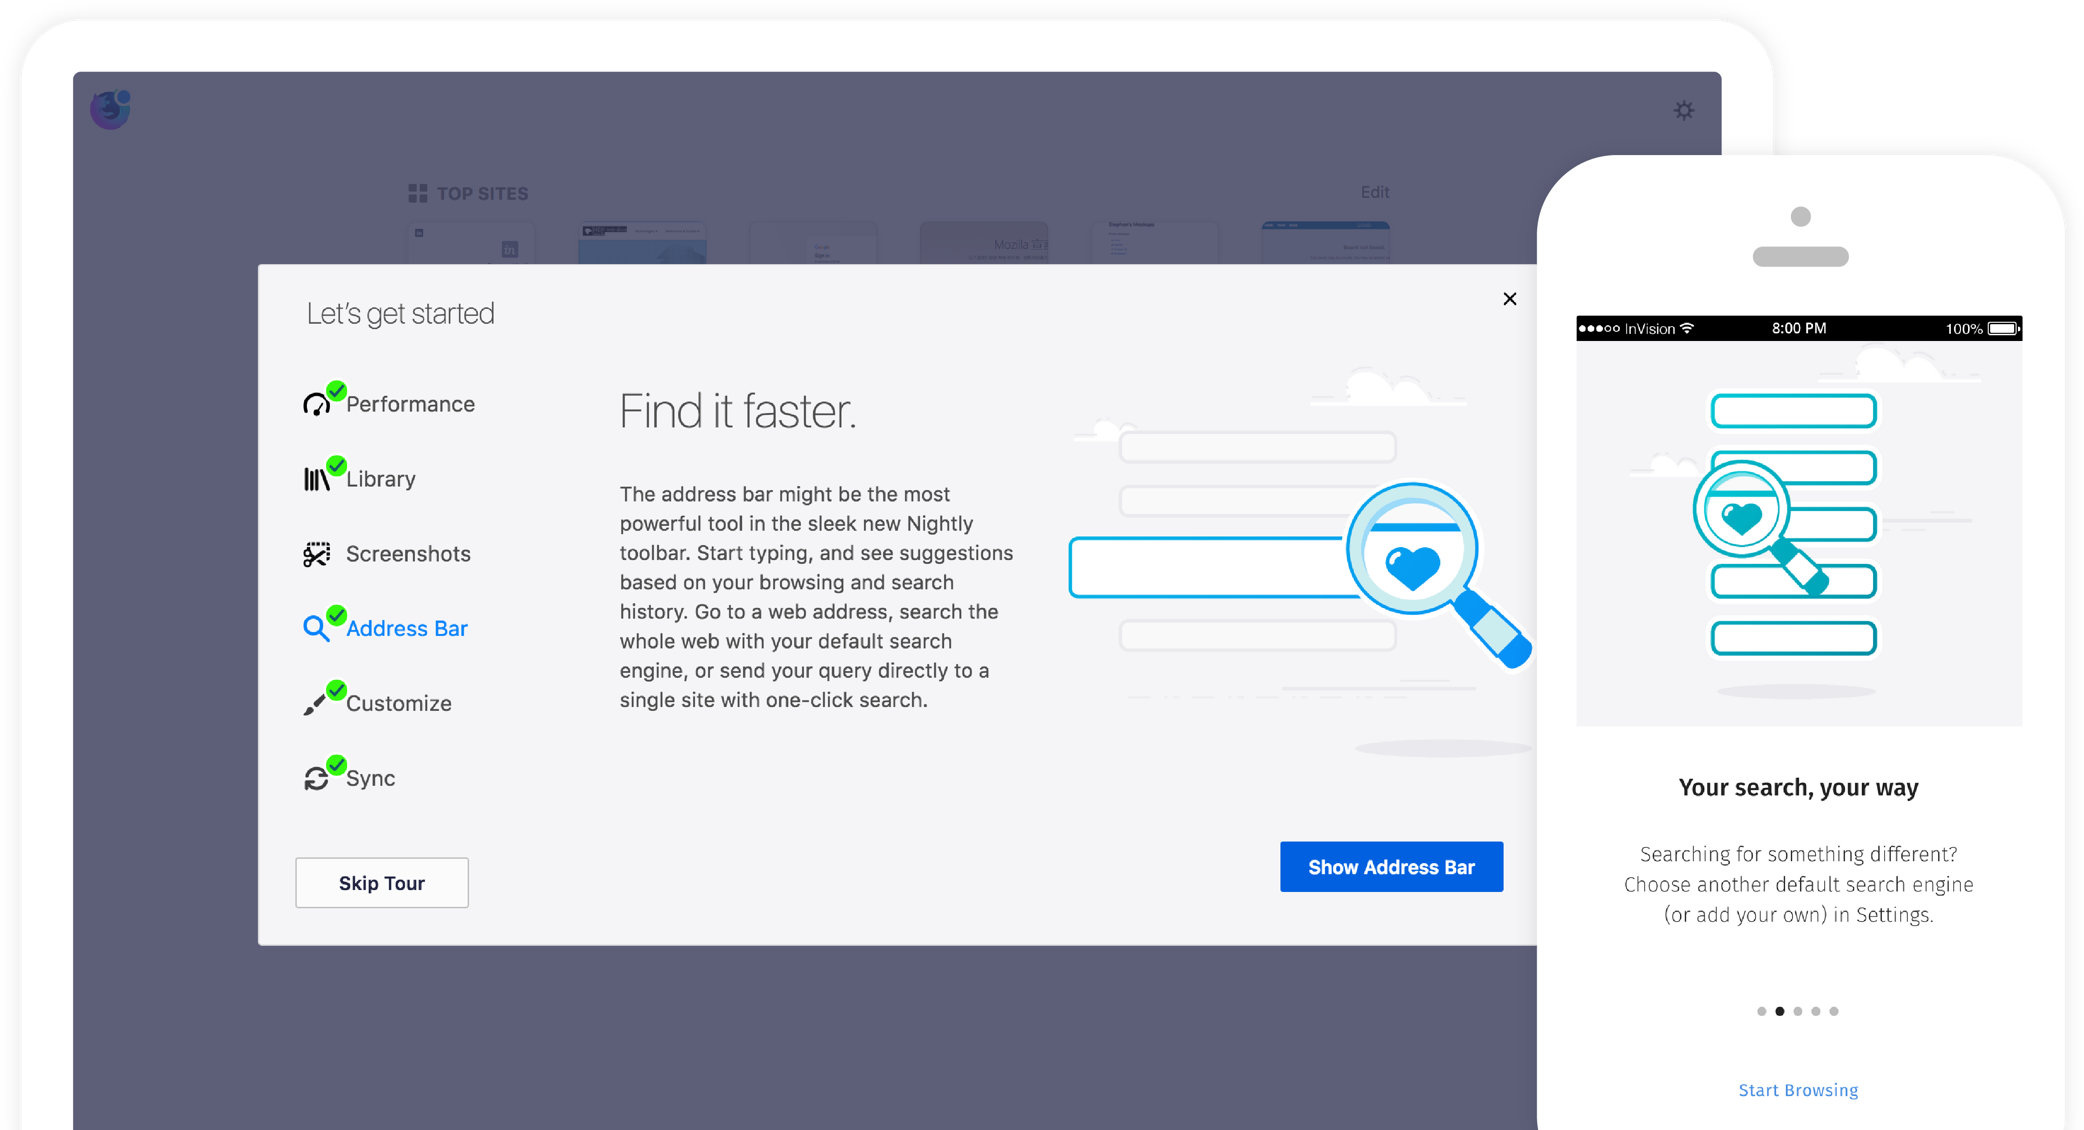 TOP SITES
Edit
Mozilla
Let's get started
Performance
Library
Screenshots
Address Bar
Customize
Sync
Skip Tour
Find it faster.
The address bar might be the most
powerful tool in the sleek new Nightly
toolbar. Start typing, and see suggestions
based on your browsing and search
history. Go to a web address, search the
whole web with your default search
engine, or send your query directly to a
single site with one-click search.
Show Address Bar
InVision
8:00 PM
100%
Your search, your way
Searching for something different?
Choose another default search engine
(or add your own) in Settings.
Start Browsing